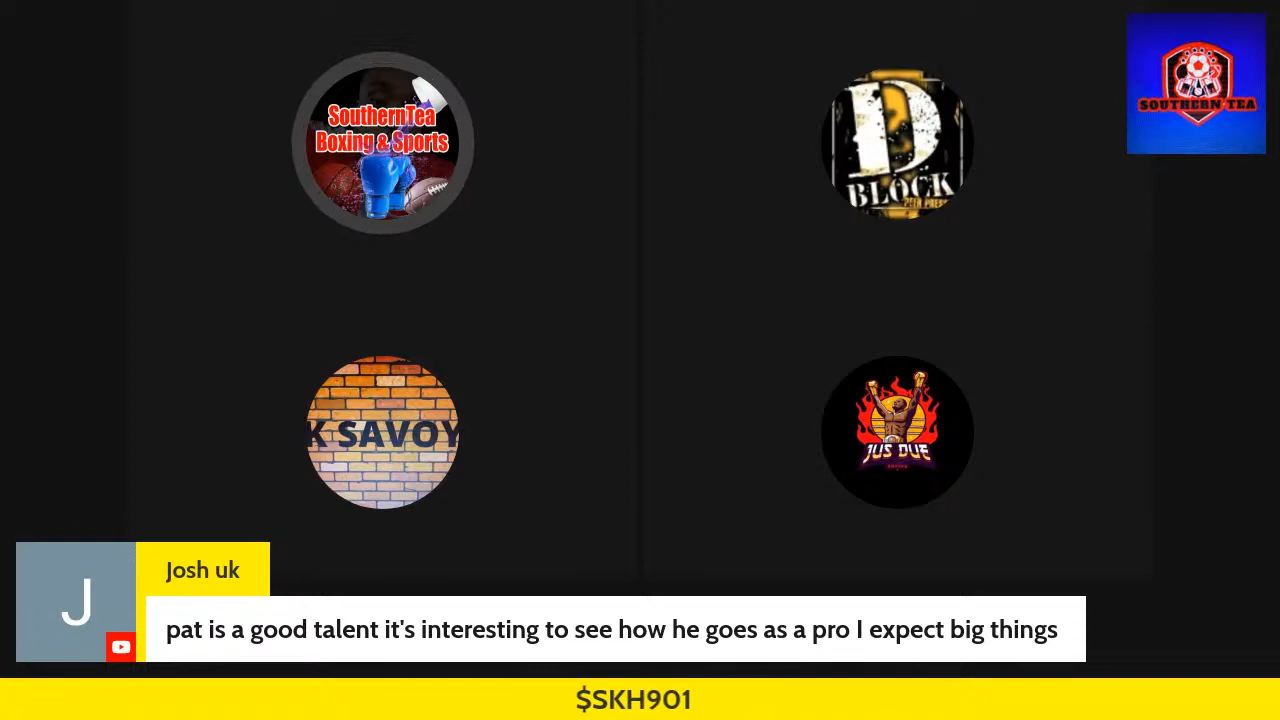 SouthernTea
Boxing & Sports
D
BLOCK
SOUTHERN TEA
K SAVOY
JUS DUE
J
Josh uk
pat is a good talent it's interesting to see how he goes as a pro I expect big things
$SKH901